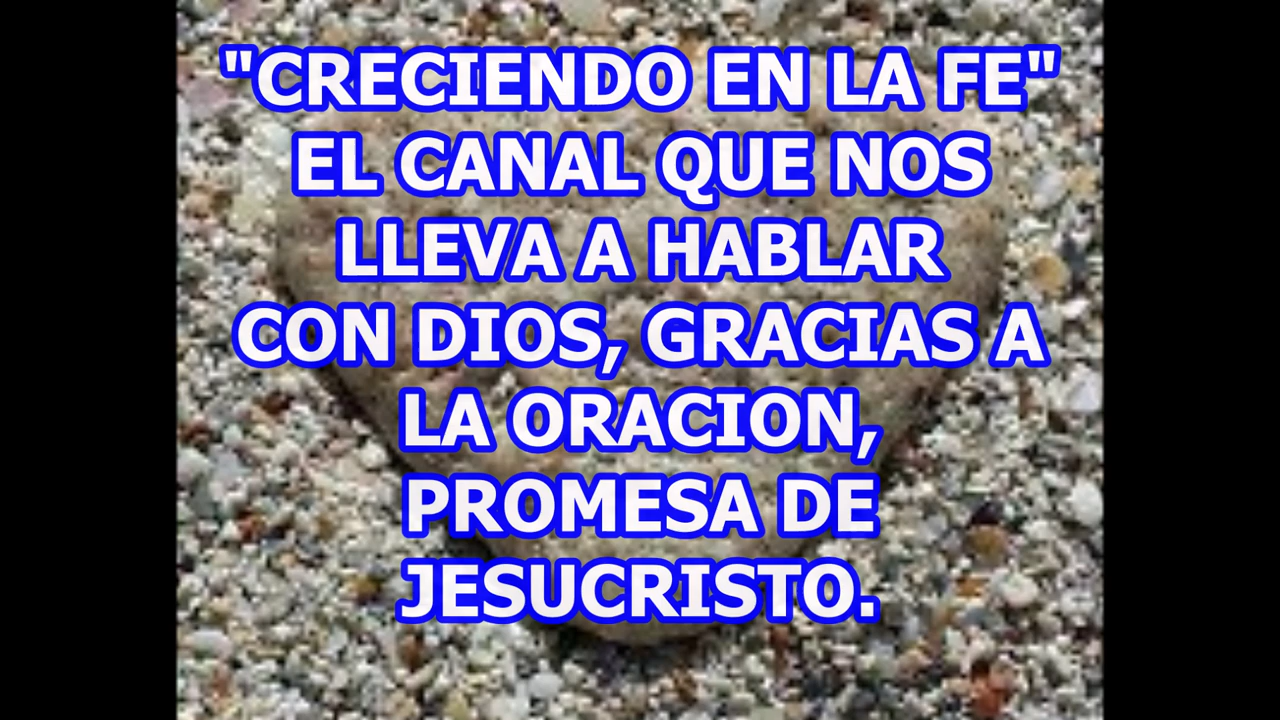 "CRECIENDO EN LA FE"
EL CANAL QUE NOS
LLEVA A HABLAR
CON DIOS, GRACIAS A
LA ORACION,
PROMESA DE
JESUCRISTO.